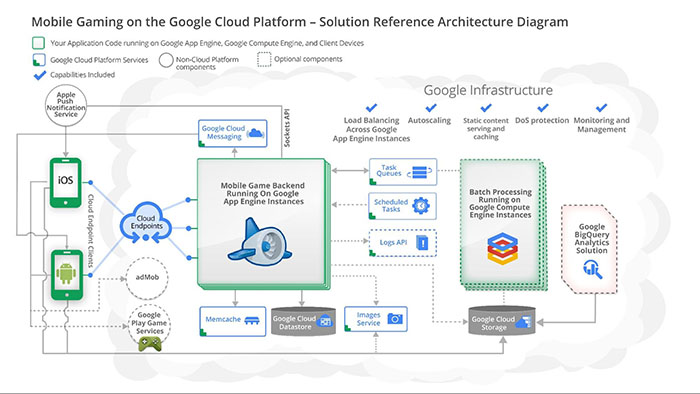 Mobile Gaming on the Google Cloud Platform – Solution Reference Architecture Diagram
Your Application Code running on Google App Engine, Google Compute Engine, and Client Devices
Google Cloud Platform Services
Non-Cloud Platform
components
Optional components
Capabilities Included
Google Infrastructure
Apple
Push
Notification
Service
Google Cloud
Messaging
Sockets API
Load Balancing
Across Google
App Engine Instances
Autoscaling
Static content
serving and
caching
DoS protection
Monitoring and
Management
iOS
Cloud Endpoint Clients
Cloud
Endpoints
Mobile Game Backend
Running On Google
App Engine Instances
Task
Queues
Scheduled
Tasks
Logs API
Batch Processing
Running on
Google Compute
Engine Instances
Google
BigQuery
Analytics
Solution
adMob
Google
Play Game
Services
Memcache
Google Cloud
Datastore
Images
Service
Google Cloud
Storage